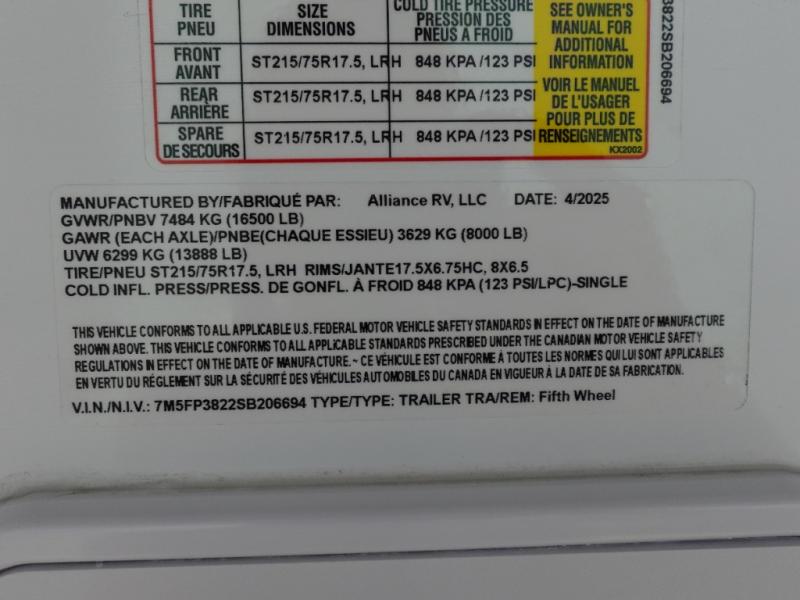 TIRE SIZE COLD TIRE PRESSURE SEE OWNER'S
PNEU DIMENSIONS PRESSION DES MANUAL FOR
PNEUS À FROID ADDITIONAL
INFORMATION
FRONT ST215/75R17.5, LRH 848 KPA /123 PSI
AVANT
REAR ST215/75R17.5, LRH 848 KPA /123 PSI VOIR LE MANUEL
ARRIÈRE DE L'USAGER
POUR PLUS DE
SPARE ST215/75R17.5, LRH 848 KPA /123 PSI RENSEIGNEMENTS
DE SECOURS KX2002
3822SB206694
MANUFACTURED BY/FABRIQUÉ PAR: Alliance RV, LLC DATE: 4/2025
GVWR/PNBV 7484 KG (16500 LB)
GAWR (EACH AXLE)/PNBE(CHAQUE ESSIEU) 3629 KG (8000 LB)
UVW 6299 KG (13888 LB)
TIRE/PNEU ST215/75R17.5, LRH RIMS/JANTE17.5X6.75HC, 8X6.5
COLD INFL. PRESS/PRESS. DE GONFL. À FROID 848 KPA (123 PSI/LPC)-SINGLE
THIS VEHICLE CONFORMS TO ALL APPLICABLE U.S. FEDERAL MOTOR VEHICLE SAFETY STANDARDS IN EFFECT ON THE DATE OF MANUFACTURE
SHOWN ABOVE. THIS VEHICLE CONFORMS TO ALL APPLICABLE STANDARDS PRESCRIBED UNDER THE CANADIAN MOTOR VEHICLE SAFETY
REGULATIONS IN EFFECT ON THE DATE OF MANUFACTURE. ~ CE VÉHICULE EST CONFORME À TOUTES LES NORMES QUI LUI SONT APPLICABLES
EN VERTU DU RÉGLEMENT SUR LA SÉCURITÉ DES VÉHICULES AUTOMOBILES DU CANADA EN VIGUEUR À LA DATE DE SA FABRICATION.
V.I.N./N.I.V.: 7M5FP3822SB206694 TYPE/TYPE: TRAILER TRA/REM: Fifth Wheel